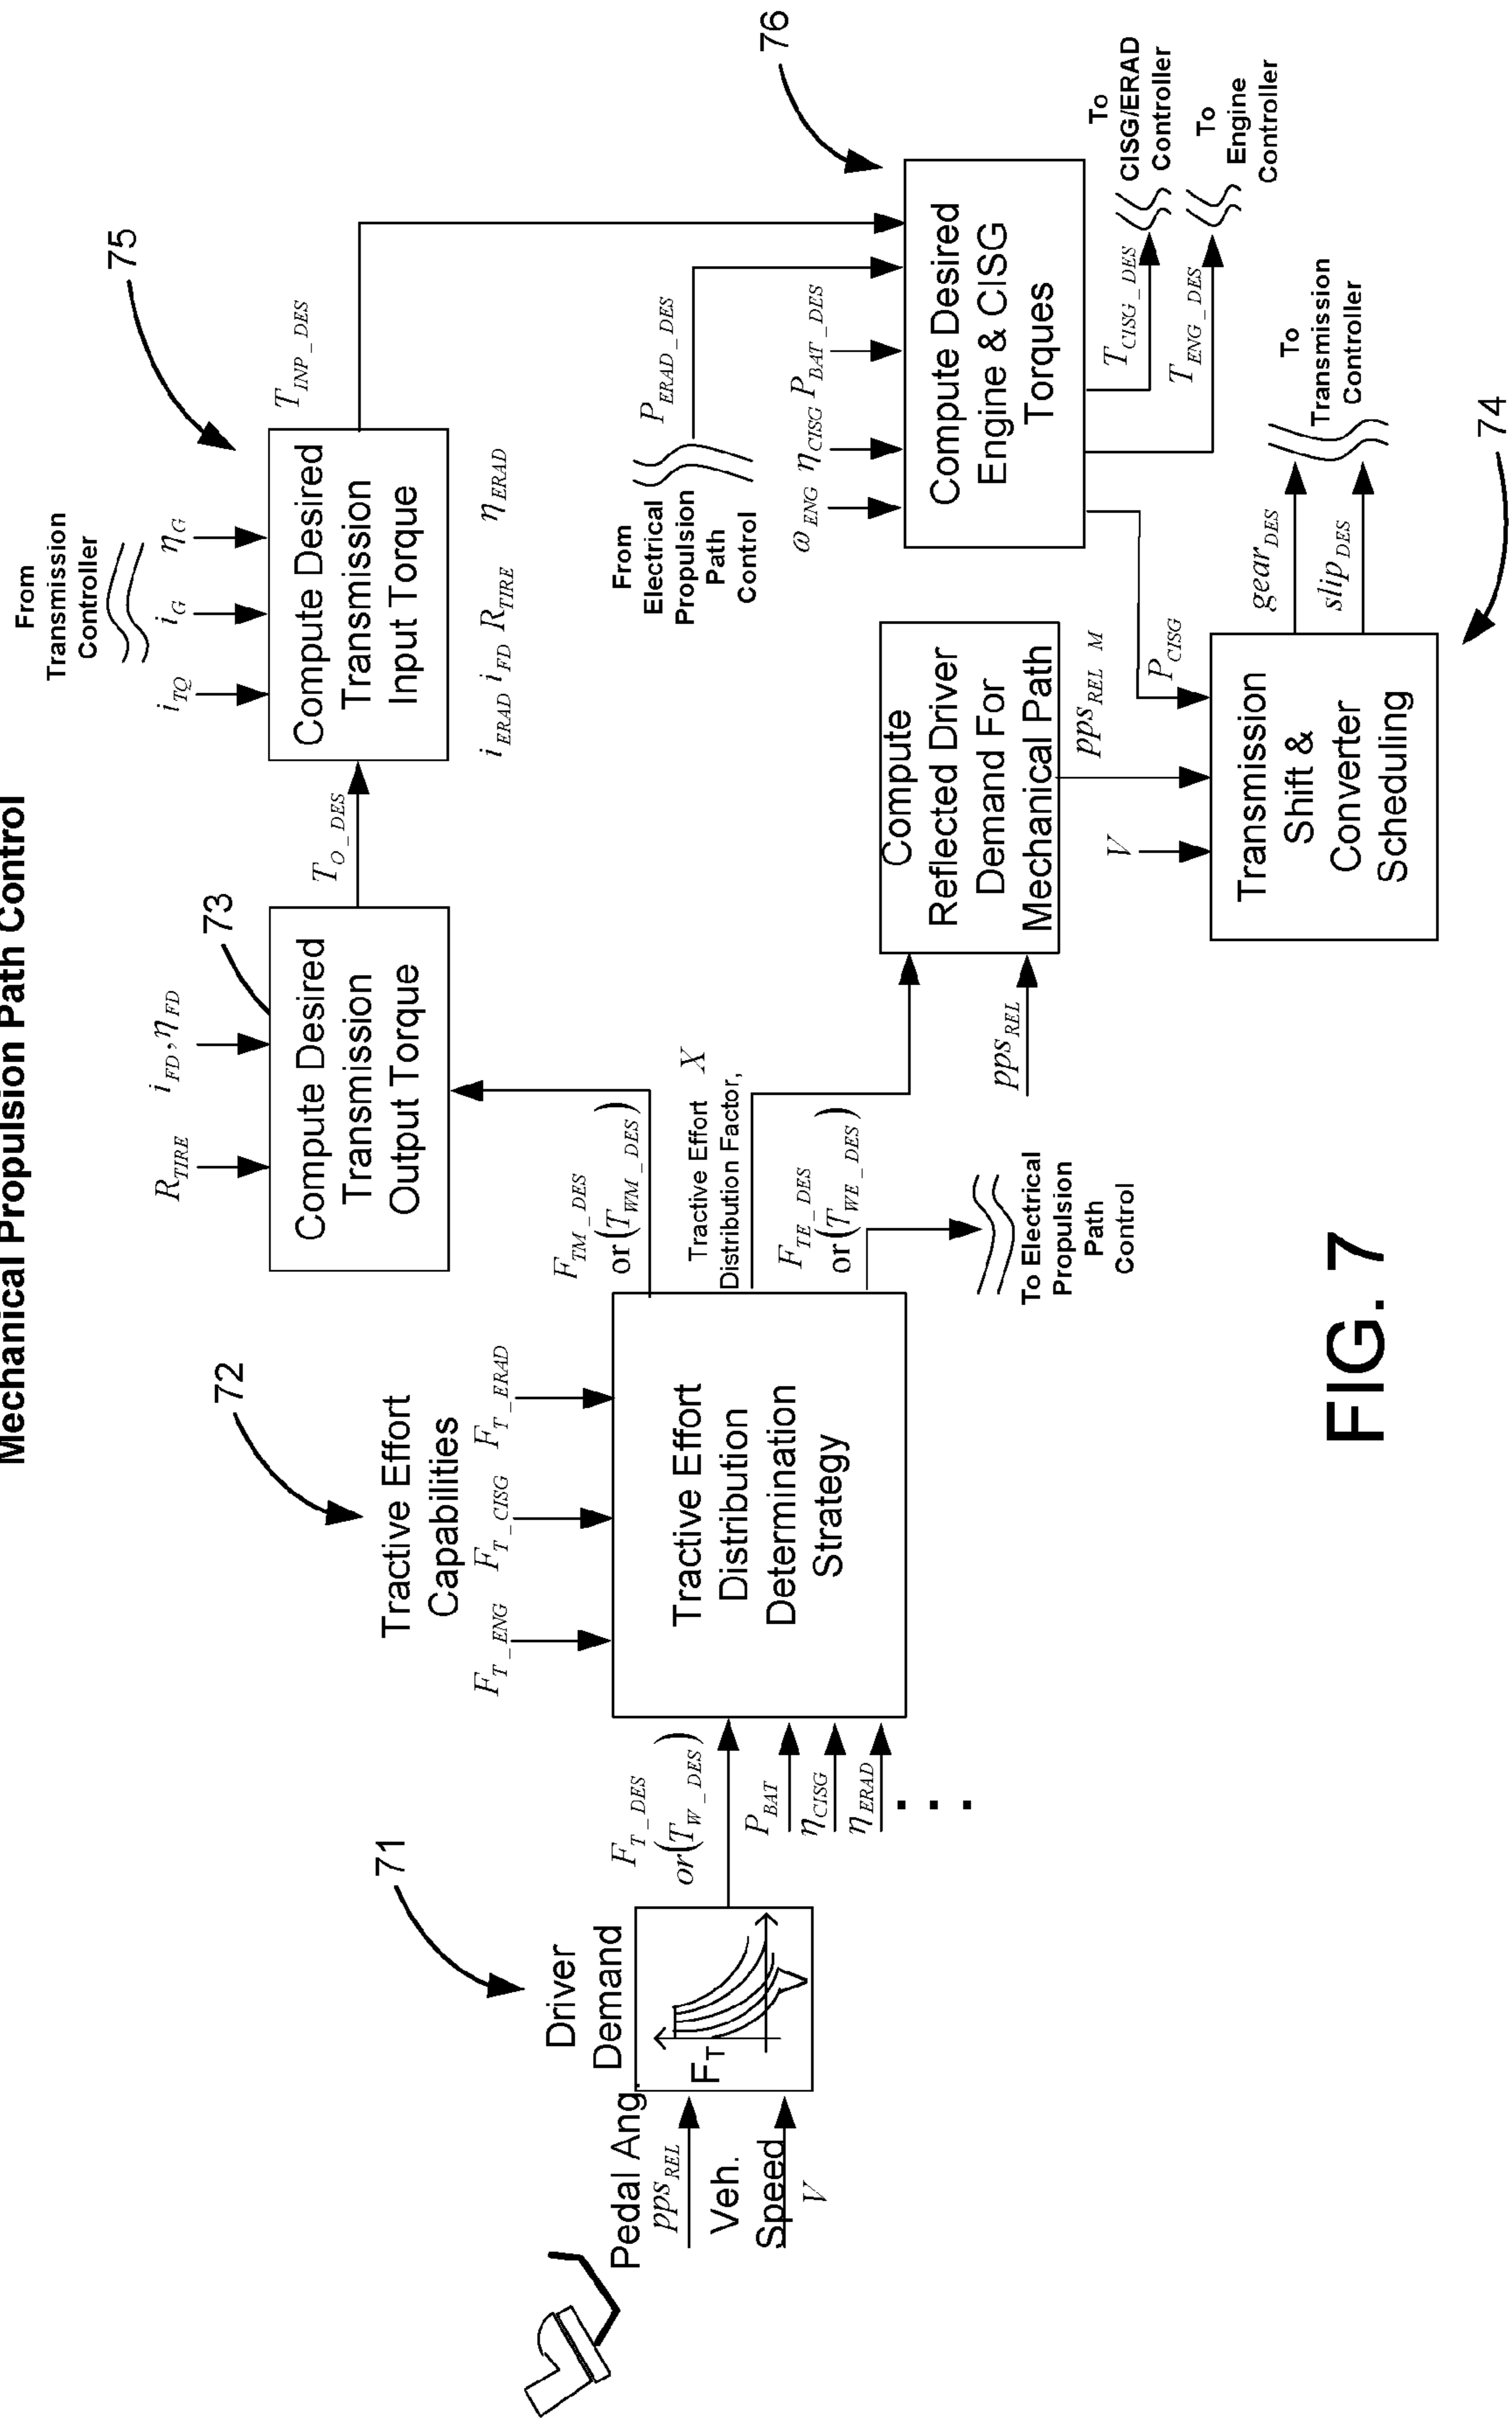 Mechanical Propulsion Path Control
71
Driver
Demand
F_T
Pedal Ang.
pps_REL
Veh.
Speed
V
F_T_DES
or(T_W_DES)
P_BAT
η_CISG
η_ERAD
...
72
Tractive Effort
Capabilities
F_T_ENG F_T_CISG F_T_ERAD
Tractive Effort
Distribution
Determination
Strategy
F_TM_DES
or(T_WM_DES)
Tractive Effort X
Distribution Factor,
F_TE_DES
or(T_WE_DES)
To Electrical
Propulsion
Path
Control
73
R_TIRE i_FD, η_FD
Compute Desired
Transmission
Output Torque
T_O_DES
From
Transmission
Controller
75
i_TQ i_G η_G
Compute Desired
Transmission
Input Torque
i_ERAD i_FD R_TIRE η_ERAD
T_INP_DES
From
Electrical
Propulsion
Path
Control
P_ERAD_DES
76
ω_ENG η_CISG P_BAT_DES
Compute Desired
Engine & CISG
Torques
T_CISG_DES
T_ENG_DES
To
CISG/ERAD
Controller
To
Engine
Controller
pps_REL
Compute
Reflected Driver
Demand For
Mechanical Path
pps_REL M
V
P_CISG
Transmission
Shift &
Converter
Scheduling
gear_DES
slip_DES
To
Transmission
Controller
74
FIG. 7